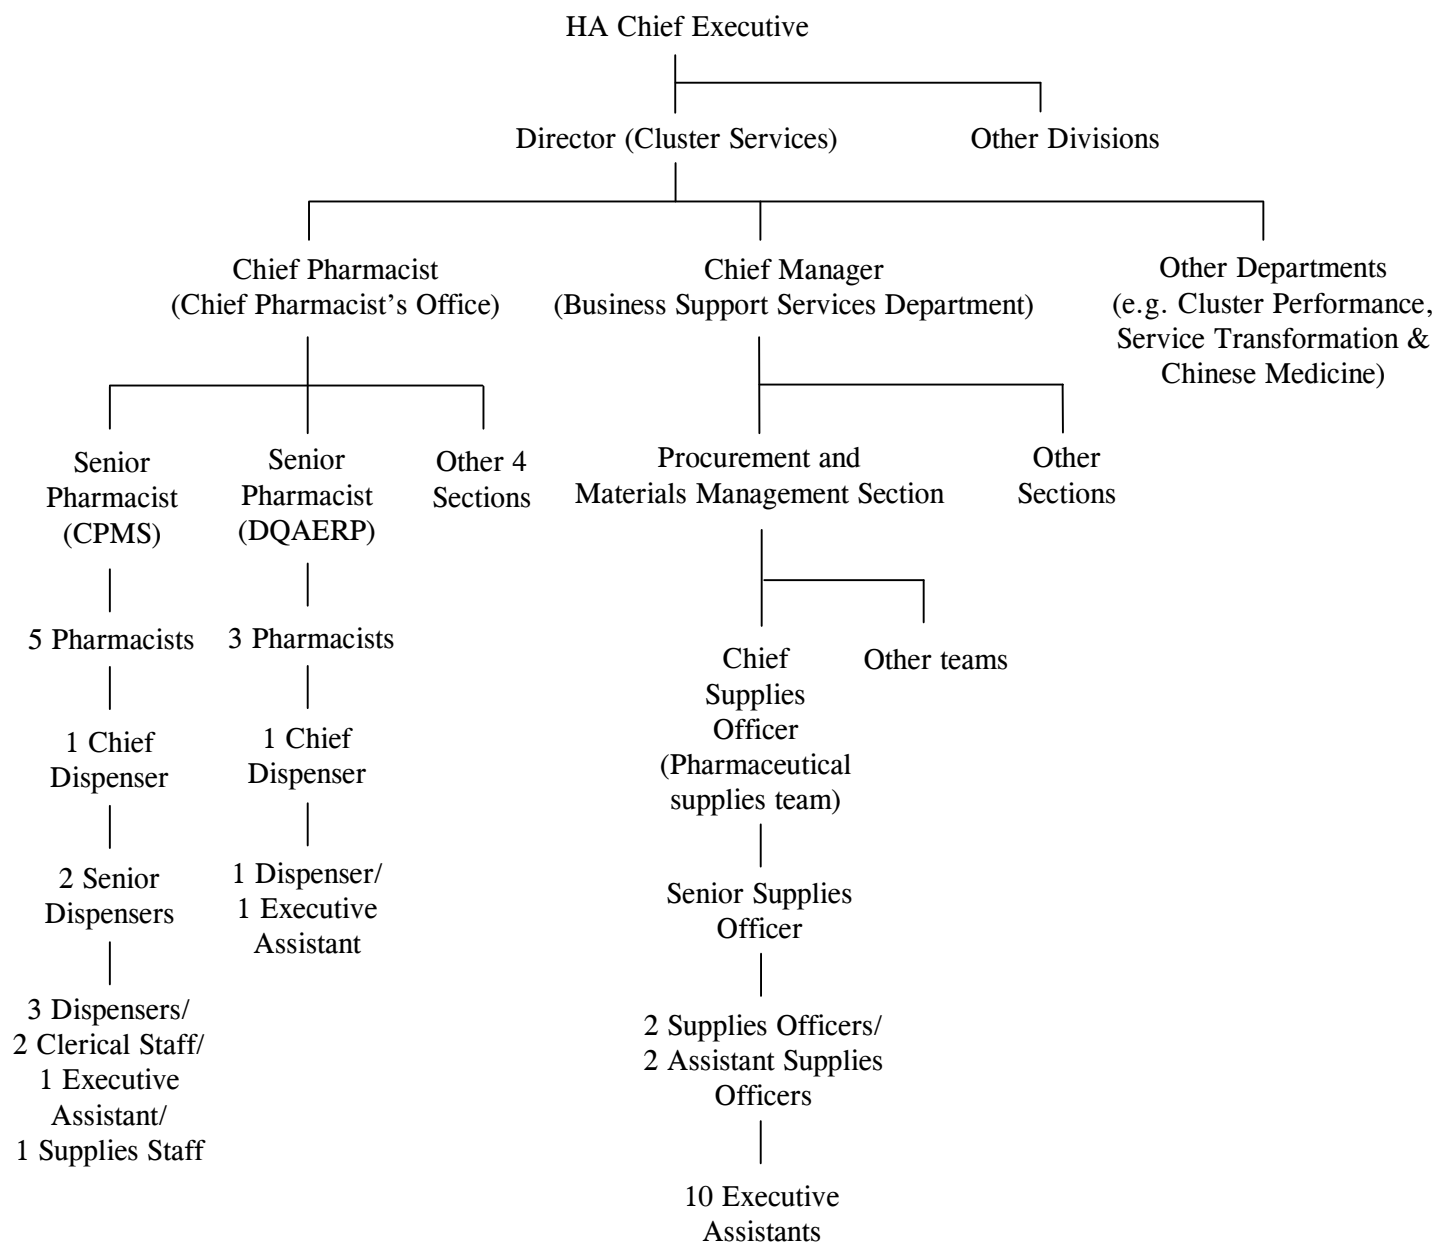 HA Chief Executive
Director (Cluster Services)
Other Divisions
Chief Pharmacist
(Chief Pharmacist's Office)
Chief Manager
(Business Support Services Department)
Other Departments
(e.g. Cluster Performance,
Service Transformation &
Chinese Medicine)
Senior
Pharmacist
(CPMS)
Senior
Pharmacist
(DQAERP)
Other 4
Sections
Procurement and
Materials Management Section
Other
Sections
5 Pharmacists
3 Pharmacists
Chief
Supplies
Officer
(Pharmaceutical
supplies team)
Other teams
1 Chief
Dispenser
1 Chief
Dispenser
2 Senior
Dispensers
1 Dispenser/
1 Executive
Assistant
Senior Supplies
Officer
3 Dispensers/
2 Clerical Staff/
1 Executive
Assistant/
1 Supplies Staff
2 Supplies Officers/
2 Assistant Supplies
Officers
10 Executive
Assistants